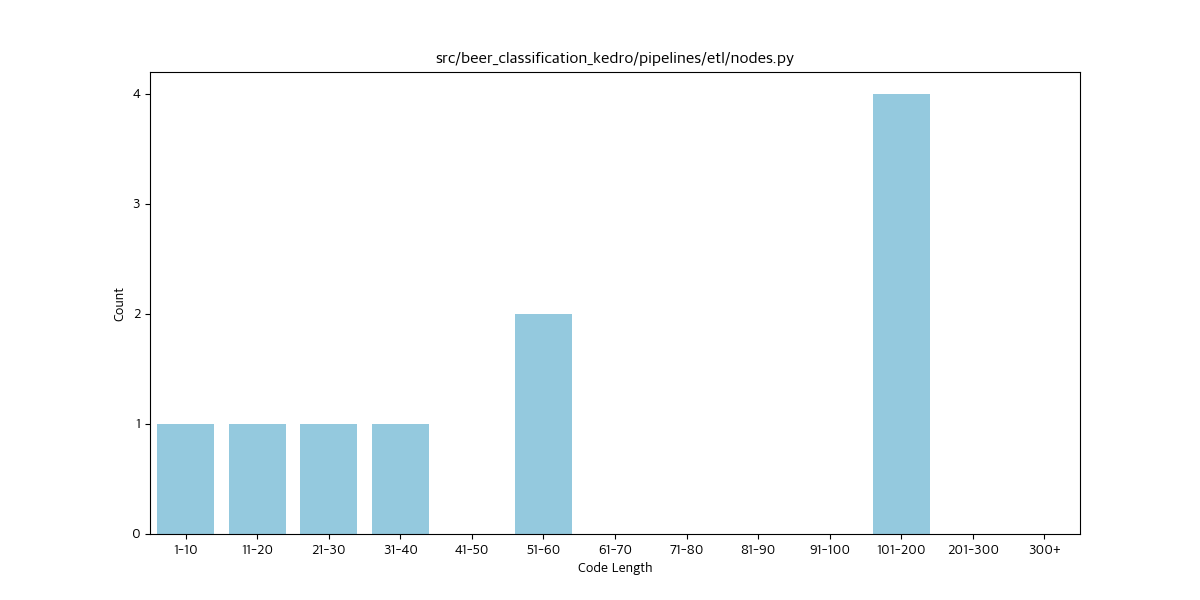 src/beer_classification_kedro/pipelines/etl/nodes.py
4
3
2
1
0
Count
1-10 11-20 21-30 31-40 41-50 51-60 61-70 71-80 81-90 91-100 101-200 201-300 300+
Code Length